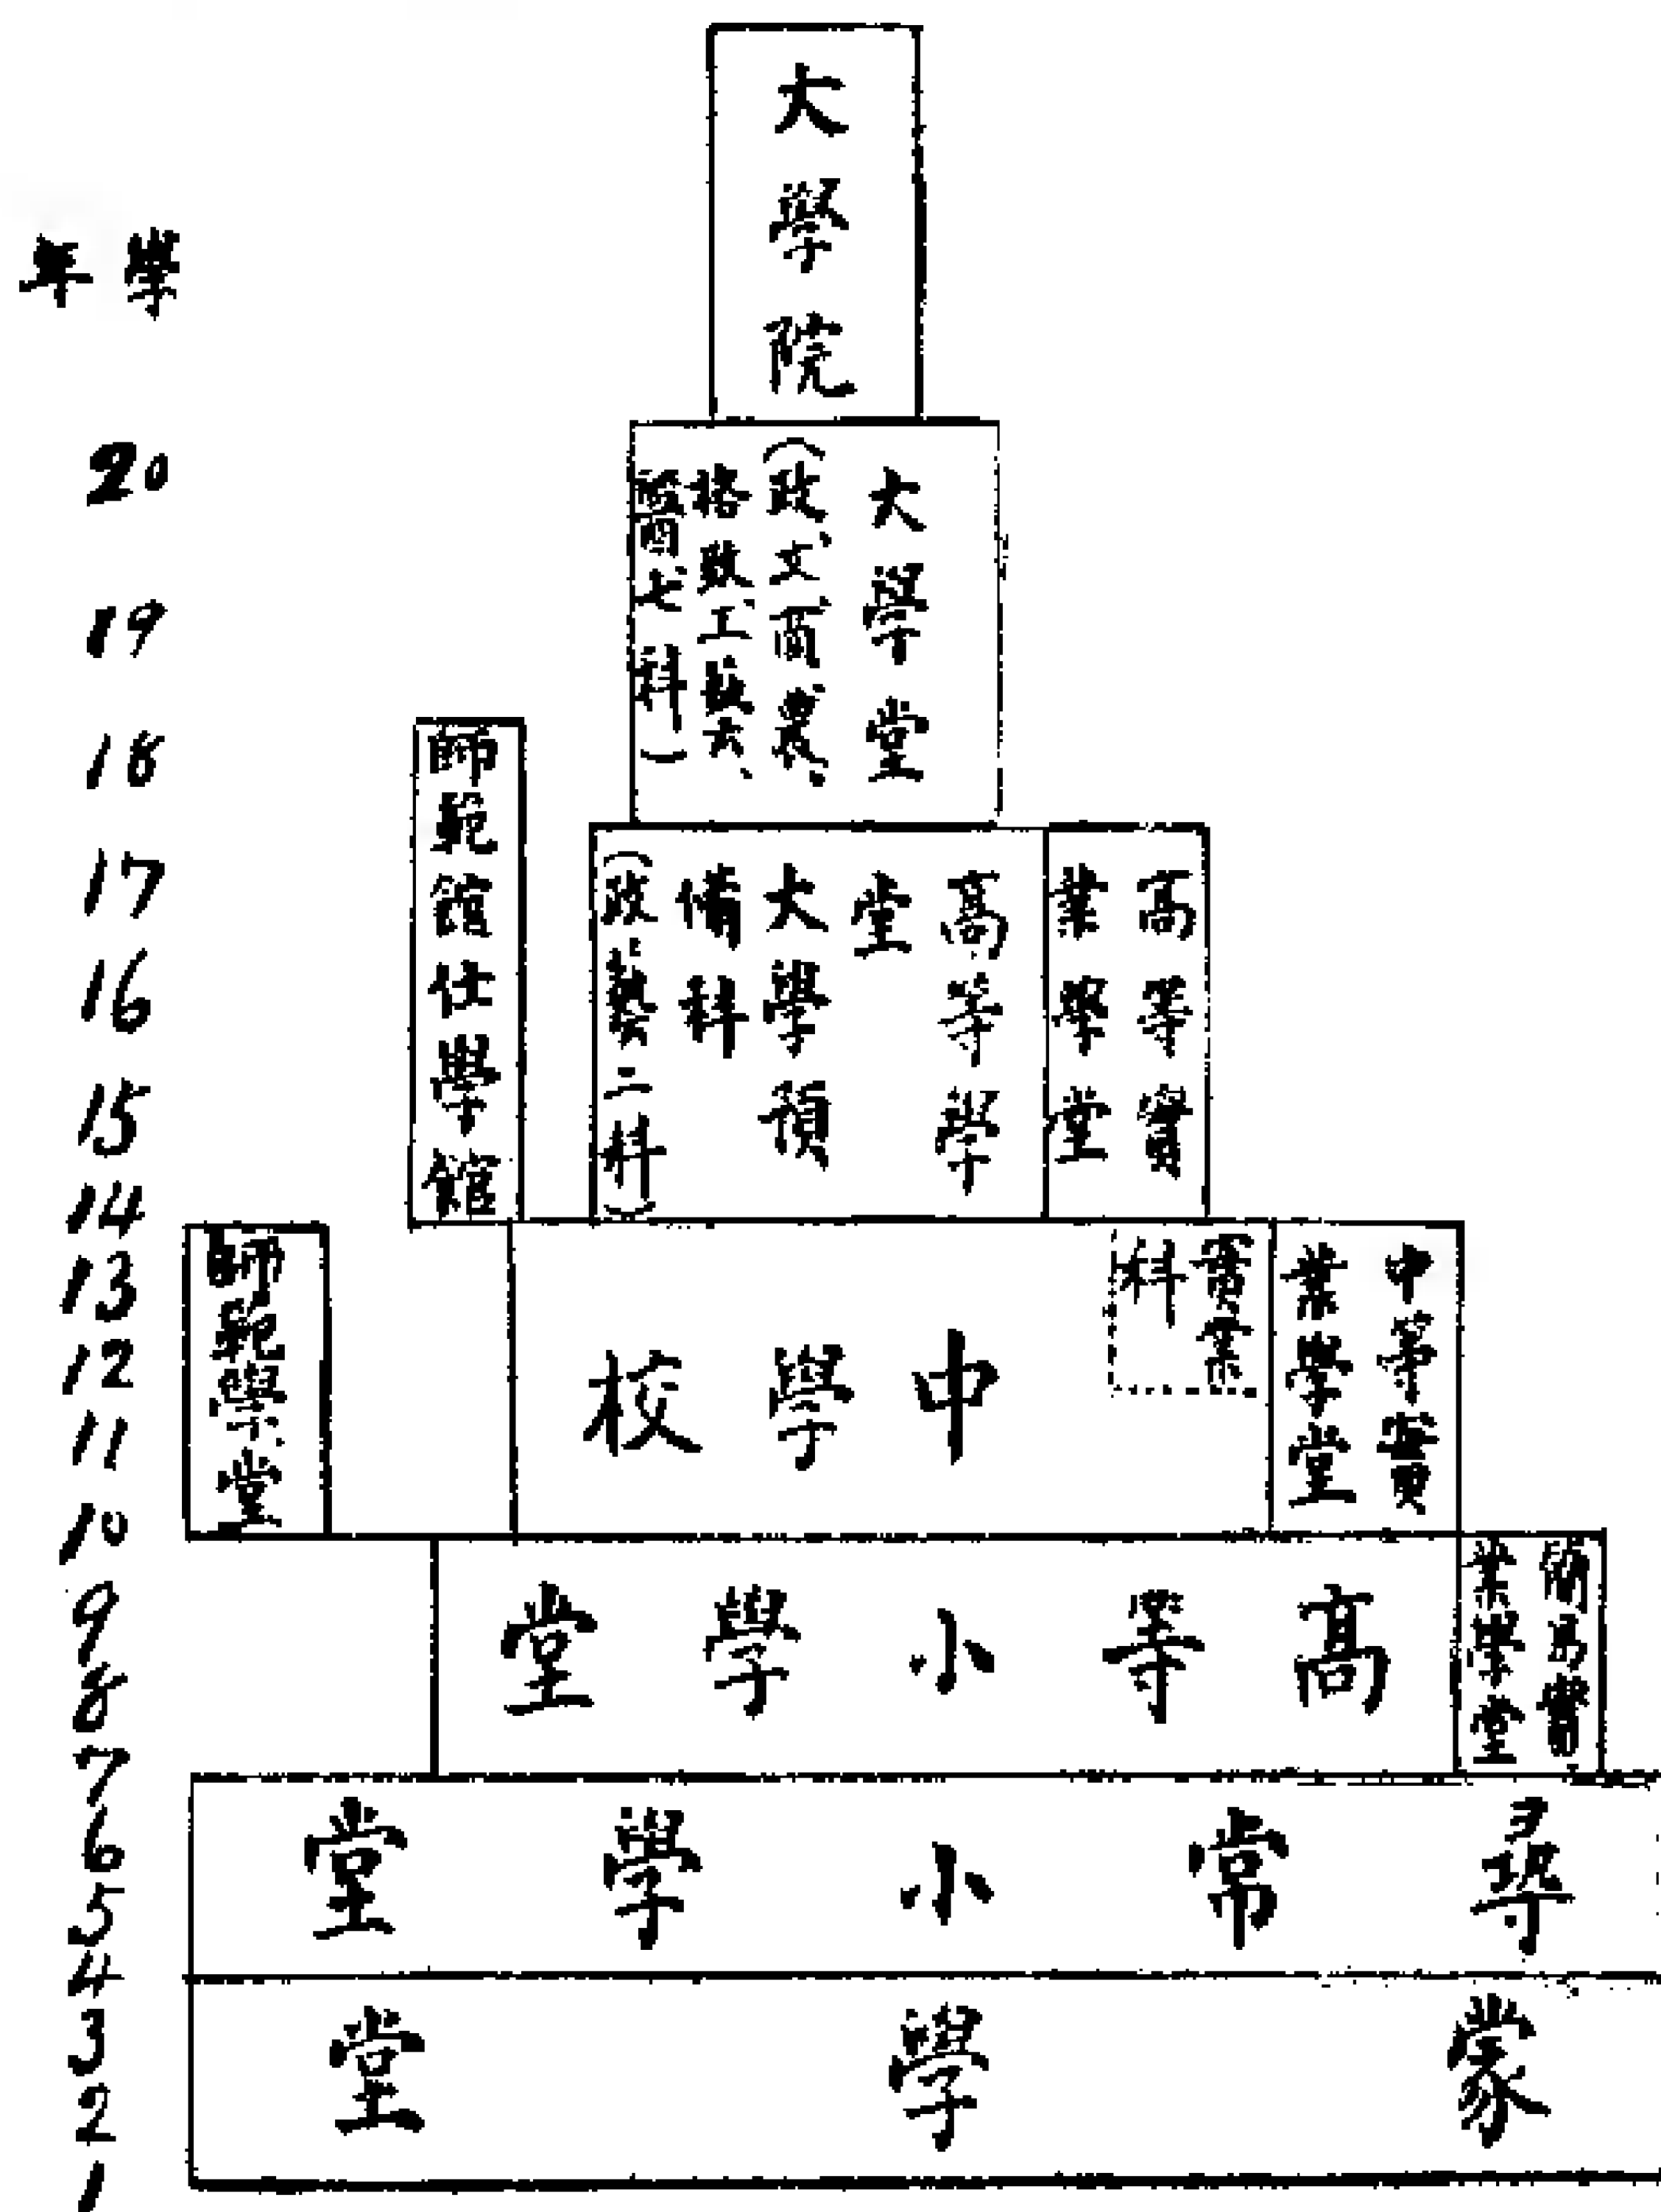 大學院
學年
20
19
18
17
16
15
14
13
12
11
10
9
8
7
6
5
4
3
2
1
大學堂
(政、文、商、農、
格致、工藝、
醫七科)
師範館仕學館
高等學
堂
大學預
備科
(政藝二科)
高等實
業學堂
師範學堂
中學校
實業
科
中等實
業學堂
高等小學堂
簡易實
業學堂
尋常小學堂
蒙學堂